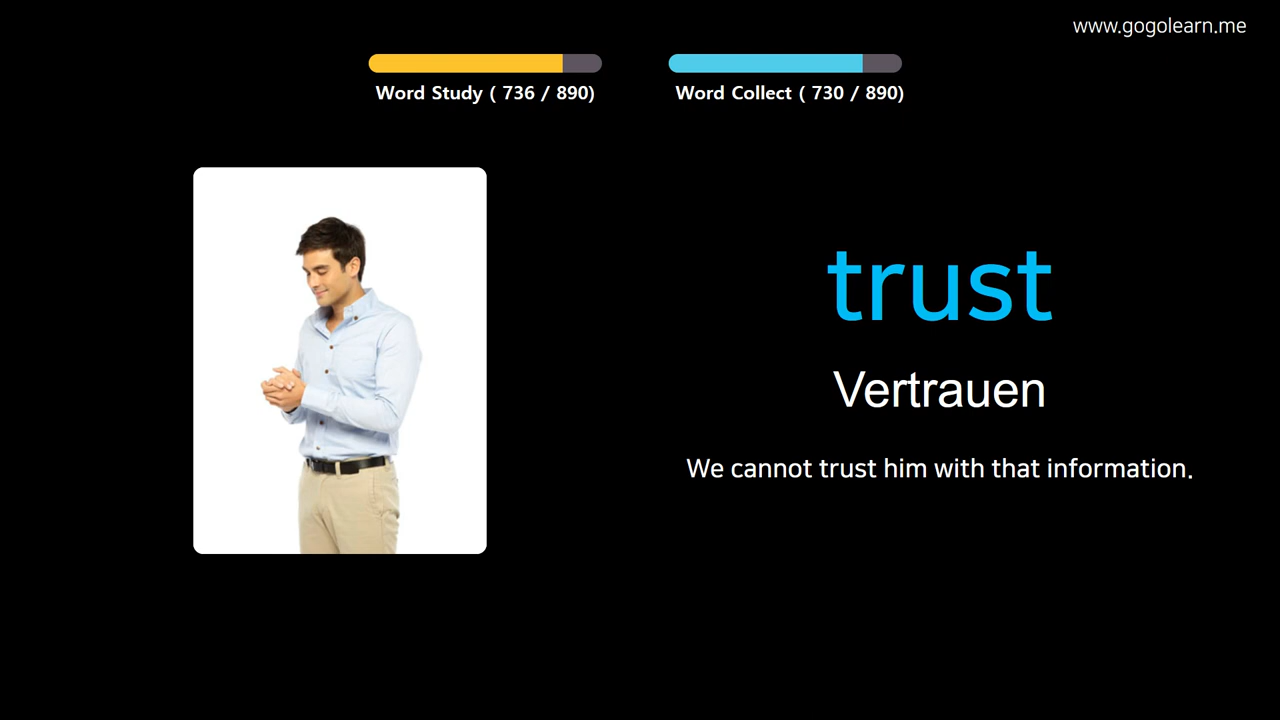 www.gogolearn.me
Word Study ( 736 / 890)
Word Collect ( 730 / 890)
trust
Vertrauen
We cannot trust him with that information.